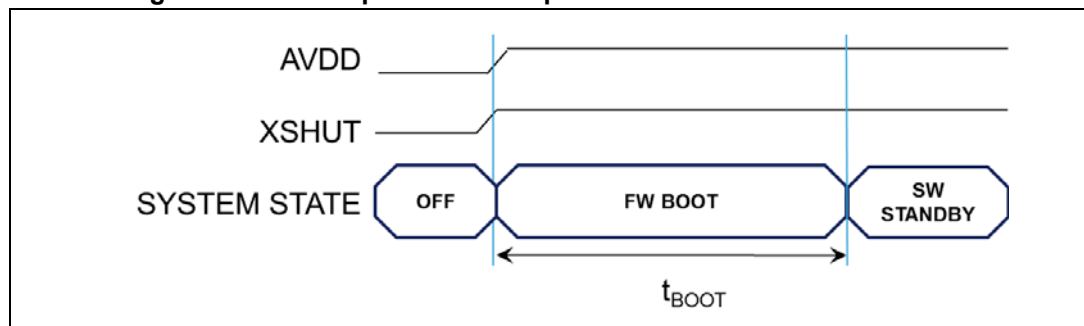 AVDD
XSHUT
SYSTEM STATE
OFF
FW BOOT
SW
STANDBY
tBOOT